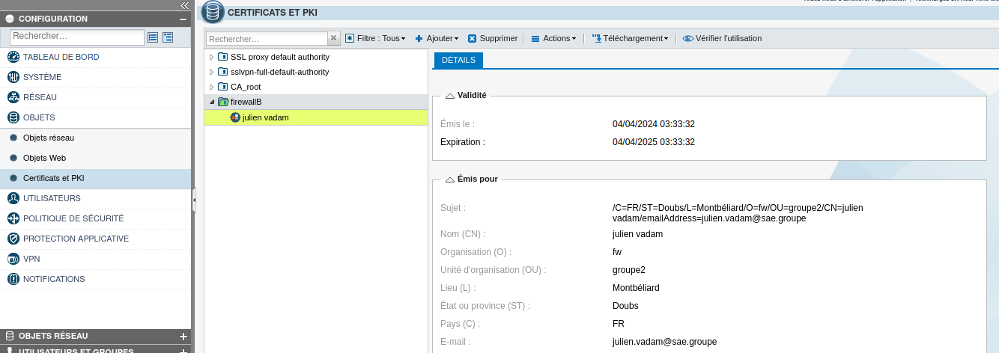 CONFIGURATION
Rechercher…
TABLEAU DE BORD
SYSTÈME
RÉSEAU
OBJETS
Objets réseau
Objets Web
Certificats et PKI
UTILISATEURS
POLITIQUE DE SÉCURITÉ
PROTECTION APPLICATIVE
VPN
NOTIFICATIONS
OBJETS RÉSEAU
UTILISATEURS ET GROUPES
CERTIFICATS ET PKI
Rechercher… Filtre : Tous Ajouter Supprimer Actions Téléchargement Vérifier l'utilisation
SSL proxy default authority
sslvpn-full-default-authority
CA_root
firewallB
julien vadam
DÉTAILS
Validité
Émis le : 04/04/2024 03:33:32
Expiration : 04/04/2025 03:33:32
Émis pour
Sujet : /C=FR/ST=Doubs/L=Montbéliard/O=fw/OU=groupe2/CN=julien
vadam/emailAddress=julien.vadam@sae.groupe
Nom (CN) : julien vadam
Organisation (O) : fw
Unité d'organisation (OU) : groupe2
Lieu (L) : Montbéliard
État ou province (ST) : Doubs
Pays (C) : FR
E-mail : julien.vadam@sae.groupe